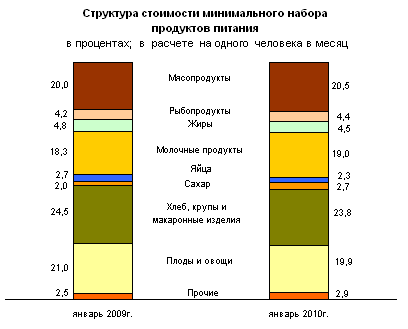 Структура стоимости минимального набора
продуктов питания
в процентах; в расчете на одного человека в месяц
20,0 Мясопродукты 20,5
4,2 Рыбопродукты 4,4
4,8 Жиры 4,5
18,3 Молочные продукты 19,0
2,7 Яйца 2,3
2,0 Сахар 2,7
24,5 Хлеб, крупы и 23,8
макаронные изделия
21,0 Плоды и овощи 19,9
2,5 Прочие 2,9
январь 2009г. январь 2010г.